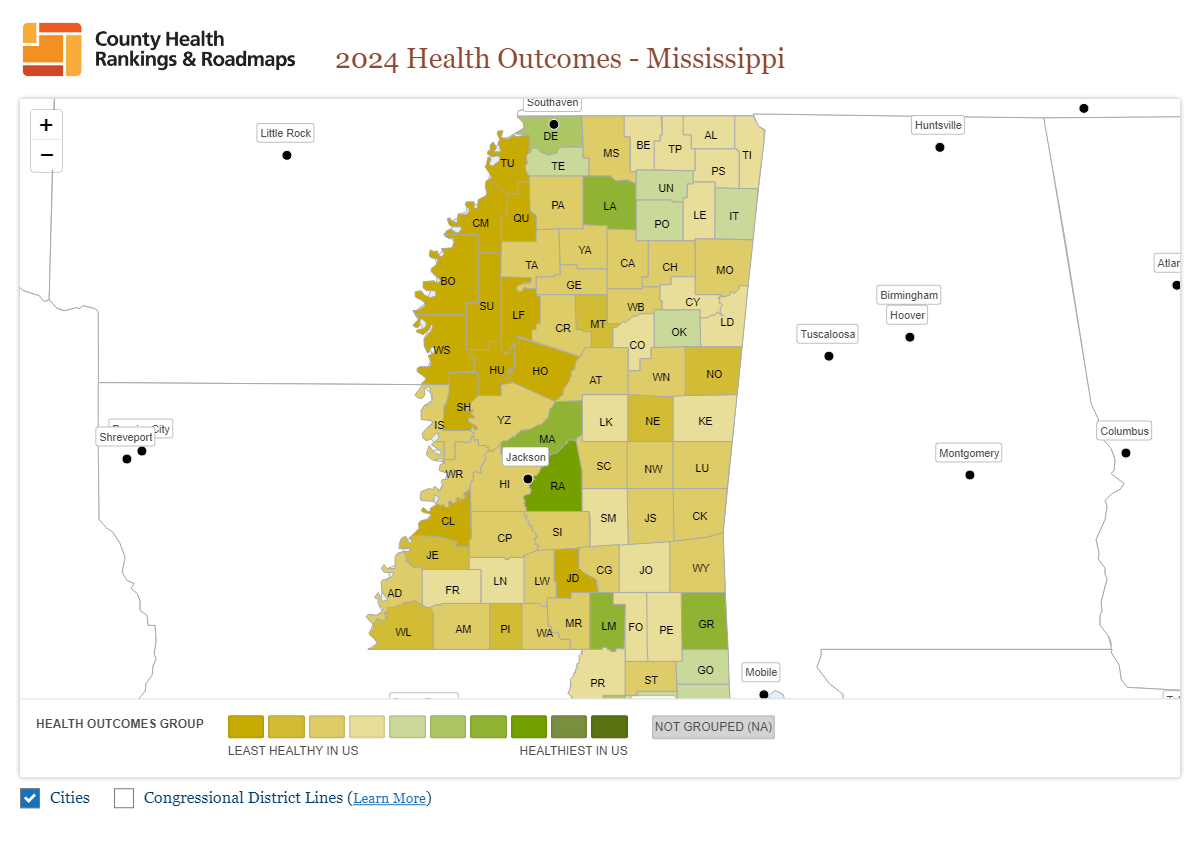 County Health
Rankings & Roadmaps
2024 Health Outcomes - Mississippi
+
−
Southaven
Little Rock
Huntsville
DE
AL
BE
TP
MS
TI
TU
TE
PS
UN
PA
LA
LE
IT
QU
CM
PO
YA
TA
CA
CH
MO
Atlan
BO
GE
Birmingham
SU
WB
CY
LF
Hoover
MT
LD
CR
OK
Tuscaloosa
WS
CO
HU
HO
NO
WN
AT
SH
YZ
LK
NE
KE
IS
City
Shreveport
MA
Columbus
Jackson
Montgomery
SC
NW
LU
WR
HI
RA
CL
SM
JS
CK
CP
SI
JE
CG
JO
WY
LN
LW
JD
FR
AD
WL
AM
PI
WA
MR
LM
FO
PE
GR
GO
Mobile
PR
ST
HEALTH OUTCOMES GROUP
NOT GROUPED (NA)
LEAST HEALTHY IN US
HEALTHIEST IN US
Cities
Congressional District Lines (Learn More)